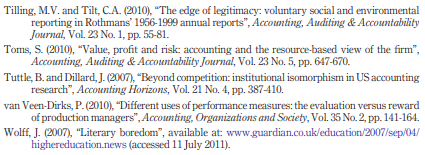 Tilling, M.V. and Tilt, C.A. (2010), “The edge of legitimacy: voluntary social and environmental
reporting in Rothmans’ 1956-1999 annual reports”, Accounting, Auditing & Accountability
Journal, Vol. 23 No. 1, pp. 55-81.
Toms, S. (2010), “Value, profit and risk: accounting and the resource-based view of the firm”,
Accounting, Auditing & Accountability Journal, Vol. 23 No. 5, pp. 647-670.
Tuttle, B. and Dillard, J. (2007), “Beyond competition: institutional isomorphism in US accounting
research”, Accounting Horizons, Vol. 21 No. 4, pp. 387-410.
van Veen-Dirks, P. (2010), “Different uses of performance measures: the evaluation versus reward
of production managers”, Accounting, Organizations and Society, Vol. 35 No. 2, pp. 141-164.
Wolff, J. (2007), “Literary boredom”, available at: www.guardian.co.uk/education/2007/sep/04/
highereducation.news (accessed 11 July 2011).